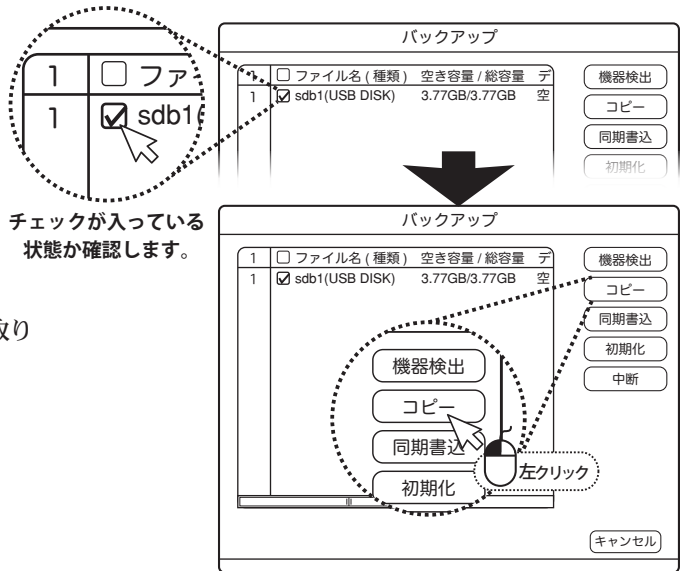 バックアップ
1 ファイル名 ( 種類 ) 空き容量 / 総容量 デ
1 sdb1(USB DISK) 3.77GB/3.77GB 空
機器検出
コピー
同期書込
初期化
1 ファ
1 sdb1(
チェックが入っている
状態か確認します。
取り
バックアップ
1 ファイル名 ( 種類 ) 空き容量 / 総容量 デ
1 sdb1(USB DISK) 3.77GB/3.77GB 空
機器検出
コピー
同期書込
初期化
中断
機器検出
コピー
同期書込
初期化
左クリック
キャンセル